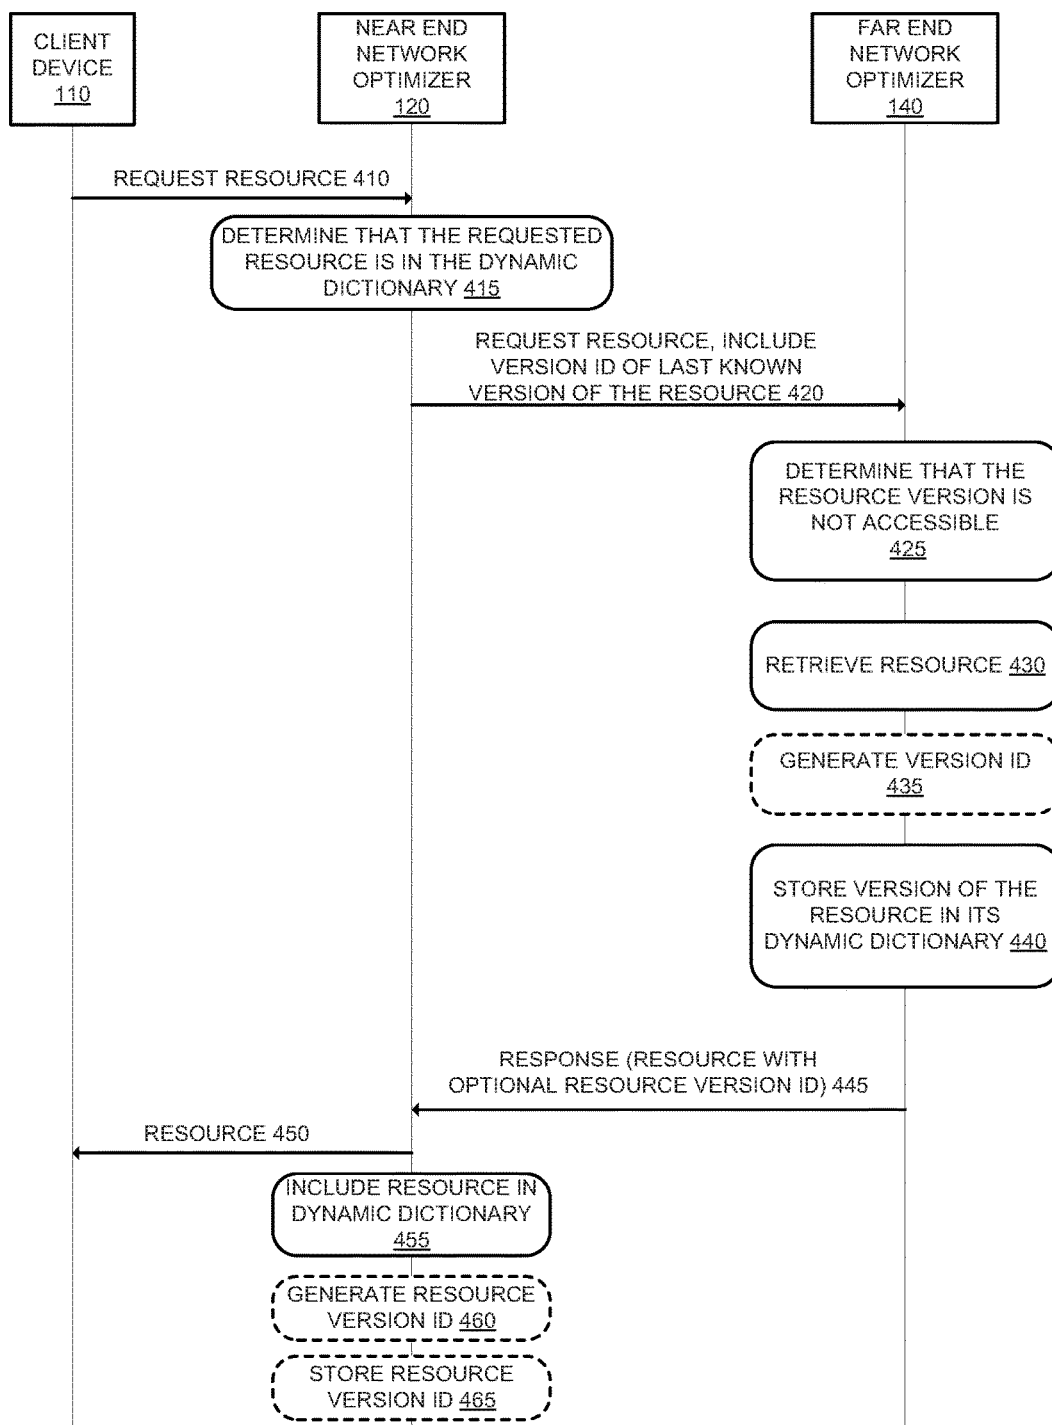 CLIENT
DEVICE
110
NEAR END
NETWORK
OPTIMIZER
120
FAR END
NETWORK
OPTIMIZER
140
REQUEST RESOURCE 410
DETERMINE THAT THE REQUESTED
RESOURCE IS IN THE DYNAMIC
DICTIONARY 415
REQUEST RESOURCE, INCLUDE
VERSION ID OF LAST KNOWN
VERSION OF THE RESOURCE 420
DETERMINE THAT THE
RESOURCE VERSION IS
NOT ACCESSIBLE
425
RETRIEVE RESOURCE 430
GENERATE VERSION ID
435
STORE VERSION OF THE
RESOURCE IN ITS
DYNAMIC DICTIONARY 440
RESPONSE (RESOURCE WITH
OPTIONAL RESOURCE VERSION ID) 445
RESOURCE 450
INCLUDE RESOURCE IN
DYNAMIC DICTIONARY
455
GENERATE RESOURCE
VERSION ID 460
STORE RESOURCE
VERSION ID 465